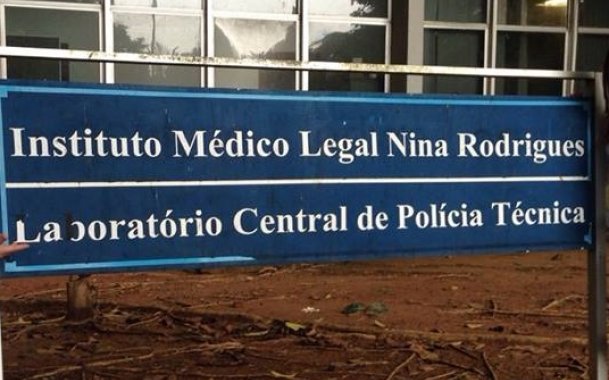 Instituto Médico Legal Nina Rodrigues
Laboratório Central de Polícia Técnica